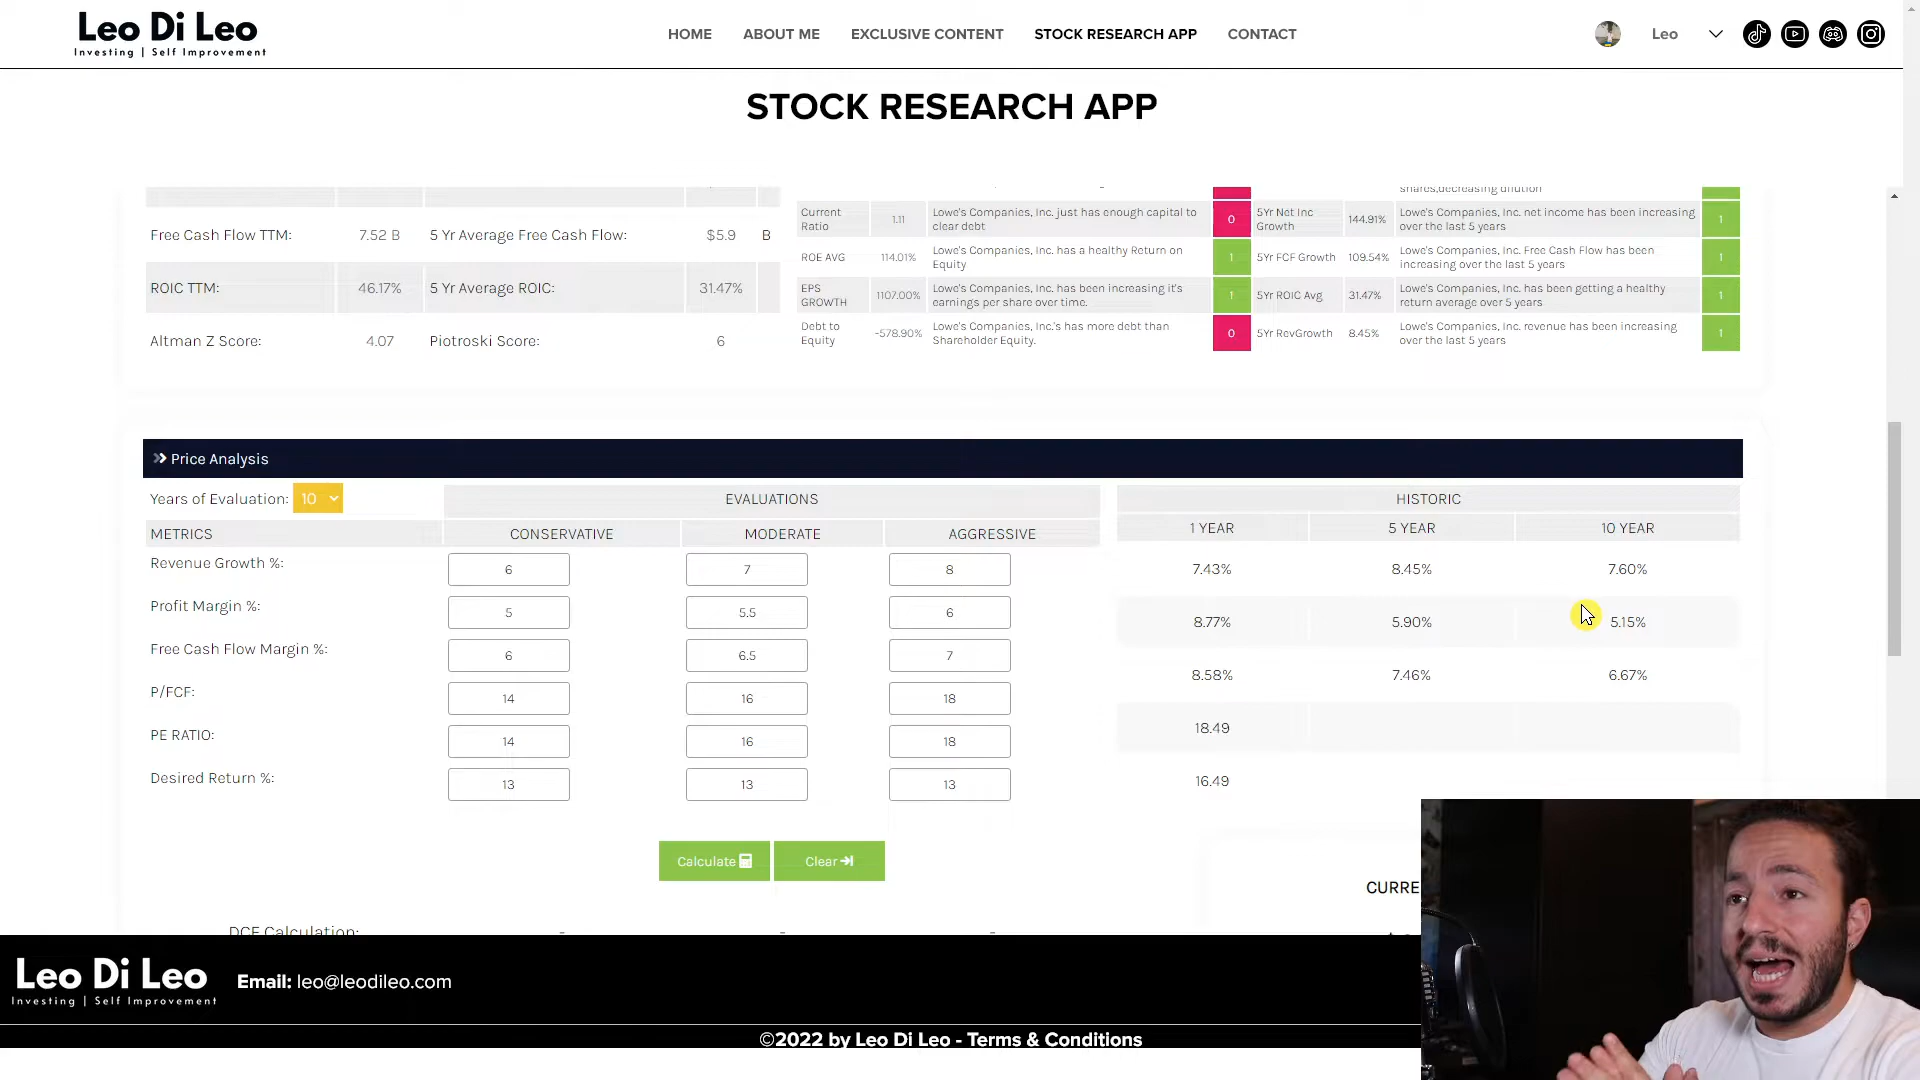 Leo Di Leo
Investing | Self Improvement
HOME
ABOUT ME
EXCLUSIVE CONTENT
STOCK RESEARCH APP
CONTACT
Leo
STOCK RESEARCH APP
Free Cash Flow TTM: 7.52 B 5 Yr Average Free Cash Flow: $5.9 B
ROIC TTM: 46.17% 5 Yr Average ROIC: 31.47%
Altman Z Score: 4.07 Piotroski Score: 6
shares,decreasing dilution
Current Ratio 1.11 Lowe's Companies, Inc. just has enough capital to
clear debt 0
5Yr Net Inc Growth 144.91% Lowe's Companies, Inc. net income has been increasing
over the last 5 years 1
ROE AVG 114.01% Lowe's Companies, Inc. has a healthy Return on
Equity 1
5Yr FCF Growth 109.54% Lowe's Companies, Inc. Free Cash Flow has been
increasing over the last 5 years 1
EPS GROWTH 1107.00% Lowe's Companies, Inc. has been increasing it's
earnings per share over time. 1
5Yr ROIC Avg 31.47% Lowe's Companies, Inc. has been getting a healthy
return average over 5 years 1
Debt to Equity -578.90% Lowe's Companies, Inc.'s has more debt than
Shareholder Equity. 0
5Yr RevGrowth 8.45% Lowe's Companies, Inc. revenue has been increasing
over the last 5 years 1
Price Analysis
Years of Evaluation: 10
EVALUATIONS
HISTORIC
METRICS CONSERVATIVE MODERATE AGGRESSIVE 1 YEAR 5 YEAR 10 YEAR
Revenue Growth %: 6 7 8 7.43% 8.45% 7.60%
Profit Margin %: 5 5.5 6 8.77% 5.90% 5.15%
Free Cash Flow Margin %: 6 6.5 7 8.58% 7.46% 6.67%
P/FCF: 14 16 18 18.49
PE RATIO: 14 16 18 16.49
Desired Return %: 13 13 13
Calculate
Clear
CURRE
DCF Calculation: - - -
Leo Di Leo
Investing | Self Improvement
Email: leo@leodileo.com
©2022 by Leo Di Leo - Terms & Conditions